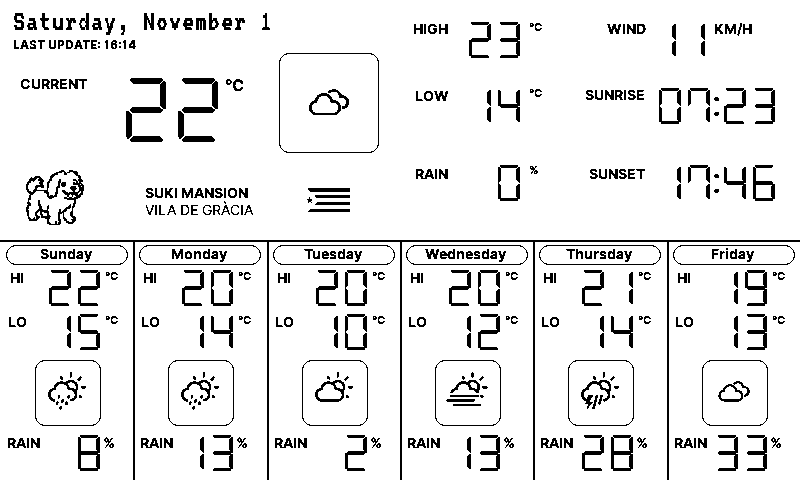 Saturday, November 1
LAST UPDATE: 16:14
CURRENT 22 °C
SUKI MANSION
VILA DE GRÀCIA
HIGH 23 °C
WIND 11 KM/H
LOW 14 °C
SUNRISE 07:23
RAIN 0 %
SUNSET 17:46
Sunday
HI 22 °C
LO 15 °C
RAIN 8 %
Monday
HI 20 °C
LO 14 °C
RAIN 13 %
Tuesday
HI 20 °C
LO 10 °C
RAIN 2 %
Wednesday
HI 20 °C
LO 12 °C
RAIN 13 %
Thursday
HI 21 °C
LO 14 °C
RAIN 28 %
Friday
HI 19 °C
LO 13 °C
RAIN 33 %